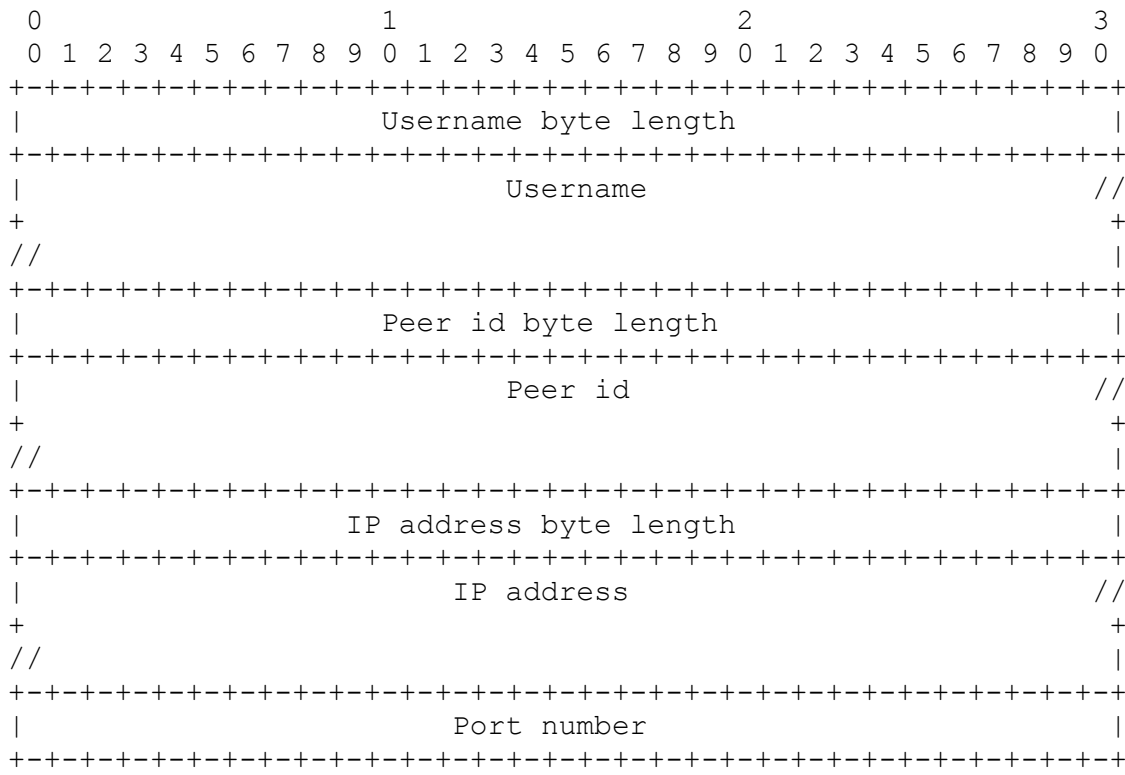 0                   1                   2                   3
 0 1 2 3 4 5 6 7 8 9 0 1 2 3 4 5 6 7 8 9 0 1 2 3 4 5 6 7 8 9 0
+-+-+-+-+-+-+-+-+-+-+-+-+-+-+-+-+-+-+-+-+-+-+-+-+-+-+-+-+-+-+-+
|                    Username byte length                     |
+-+-+-+-+-+-+-+-+-+-+-+-+-+-+-+-+-+-+-+-+-+-+-+-+-+-+-+-+-+-+-+
|                           Username                         //
+                                                             +
//                                                            |
+-+-+-+-+-+-+-+-+-+-+-+-+-+-+-+-+-+-+-+-+-+-+-+-+-+-+-+-+-+-+-+
|                    Peer id byte length                      |
+-+-+-+-+-+-+-+-+-+-+-+-+-+-+-+-+-+-+-+-+-+-+-+-+-+-+-+-+-+-+-+
|                           Peer id                          //
+                                                             +
//                                                            |
+-+-+-+-+-+-+-+-+-+-+-+-+-+-+-+-+-+-+-+-+-+-+-+-+-+-+-+-+-+-+-+
|                  IP address byte length                     |
+-+-+-+-+-+-+-+-+-+-+-+-+-+-+-+-+-+-+-+-+-+-+-+-+-+-+-+-+-+-+-+
|                        IP address                          //
+                                                             +
//                                                            |
+-+-+-+-+-+-+-+-+-+-+-+-+-+-+-+-+-+-+-+-+-+-+-+-+-+-+-+-+-+-+-+
|                        Port number                          |
+-+-+-+-+-+-+-+-+-+-+-+-+-+-+-+-+-+-+-+-+-+-+-+-+-+-+-+-+-+-+-+